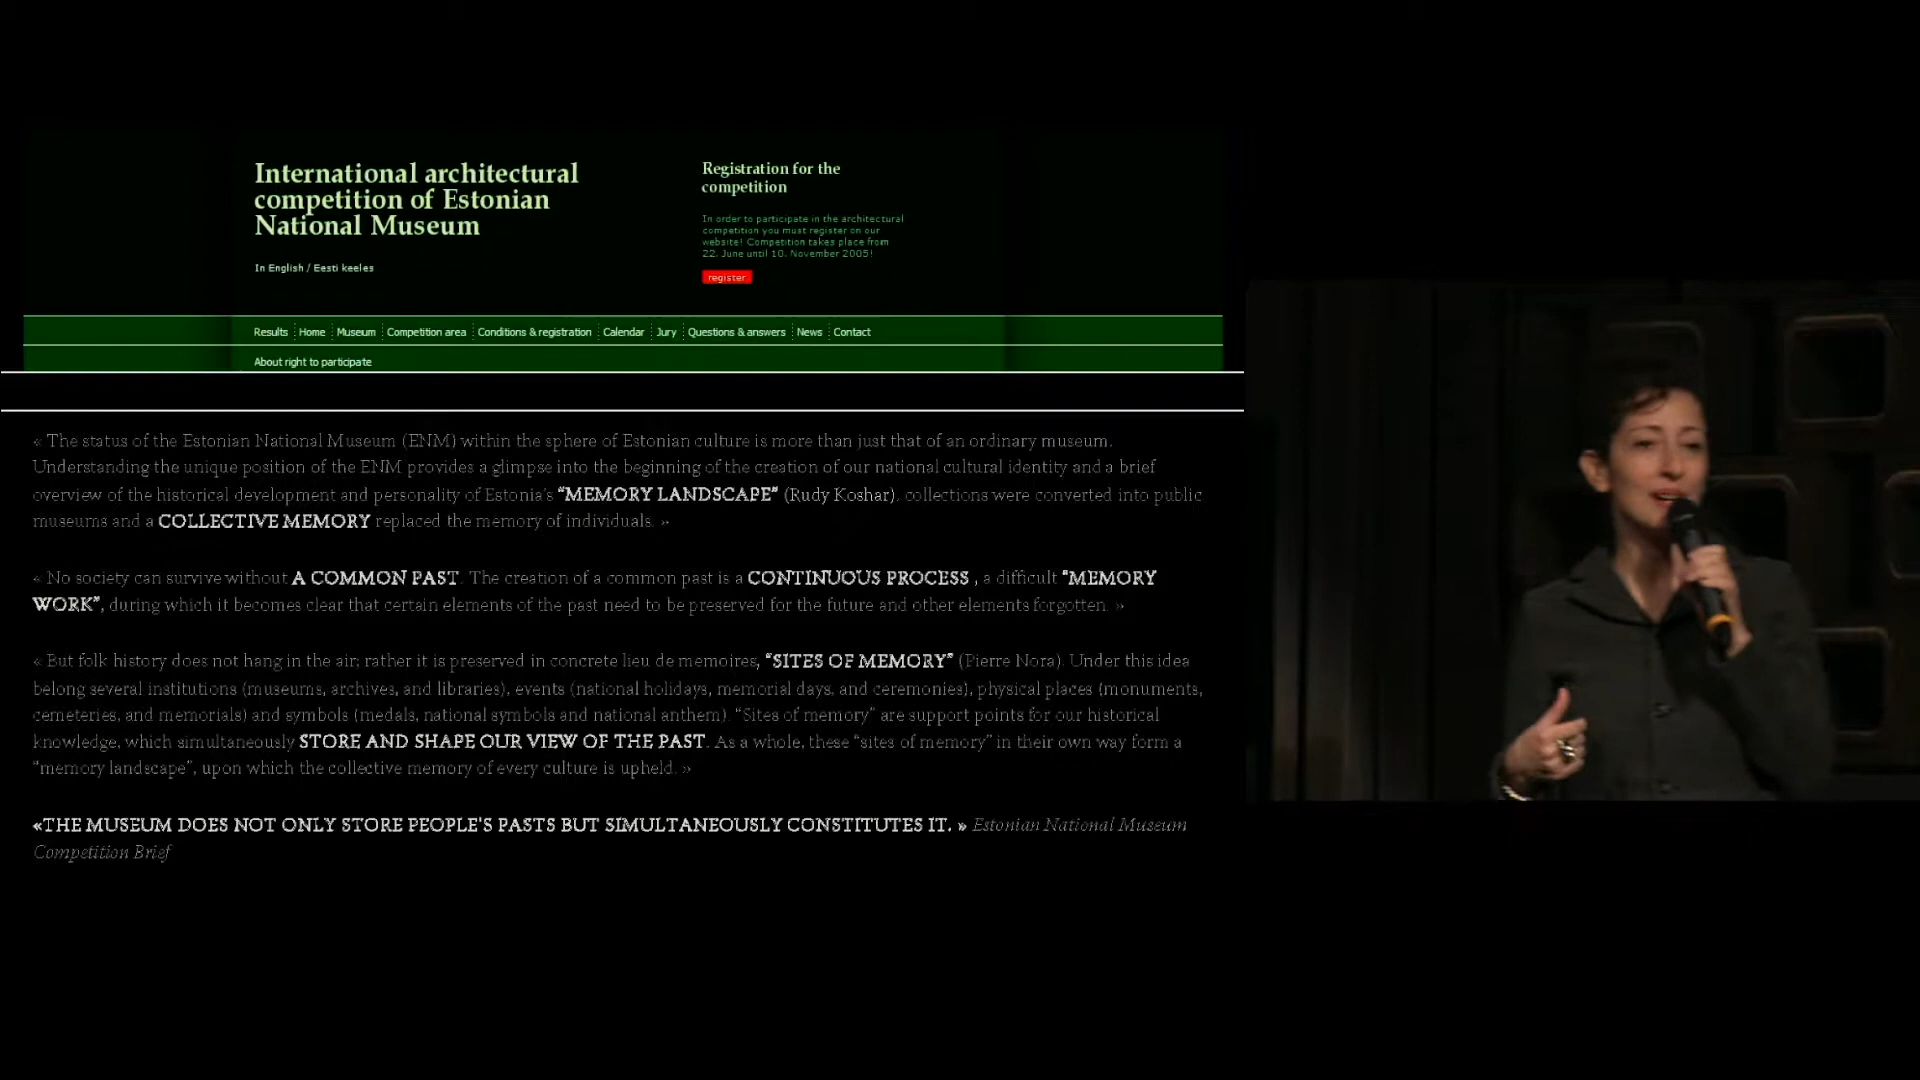 International architectural
competition of Estonian
National Museum
In English / Eesti keeles
Registration for the
competition
In order to participate in the architectural
competition you must register on our
website! Competition takes place from
22. June until 10. November 2005!
register
Results Home Museum Competition area Conditions & registration Calendar Jury Questions & answers News Contact
About right to participate
« The status of the Estonian National Museum (ENM) within the sphere of Estonian culture is more than just that of an ordinary museum.
Understanding the unique position of the ENM provides a glimpse into the beginning of the creation of our national cultural identity and a brief
overview of the historical development and personality of Estonia's "MEMORY LANDSCAPE" (Rudy Koshar), collections were converted into public
museums and a COLLECTIVE MEMORY replaced the memory of individuals. »
« No society can survive without A COMMON PAST. The creation of a common past is a CONTINUOUS PROCESS , a difficult "MEMORY
WORK", during which it becomes clear that certain elements of the past need to be preserved for the future and other elements forgotten. »
« But folk history does not hang in the air; rather it is preserved in concrete lieu de memoires, "SITES OF MEMORY" (Pierre Nora). Under this idea
belong several institutions (museums, archives, and libraries), events (national holidays, memorial days, and ceremonies), physical places (monuments,
cemeteries, and memorials) and symbols (medals, national symbols and national anthem). "Sites of memory" are support points for our historical
knowledge, which simultaneously STORE AND SHAPE OUR VIEW OF THE PAST. As a whole, these "sites of memory" in their own way form a
"memory landscape", upon which the collective memory of every culture is upheld. »
«THE MUSEUM DOES NOT ONLY STORE PEOPLE'S PASTS BUT SIMULTANEOUSLY CONSTITUTES IT. » Estonian National Museum
Competition Brief